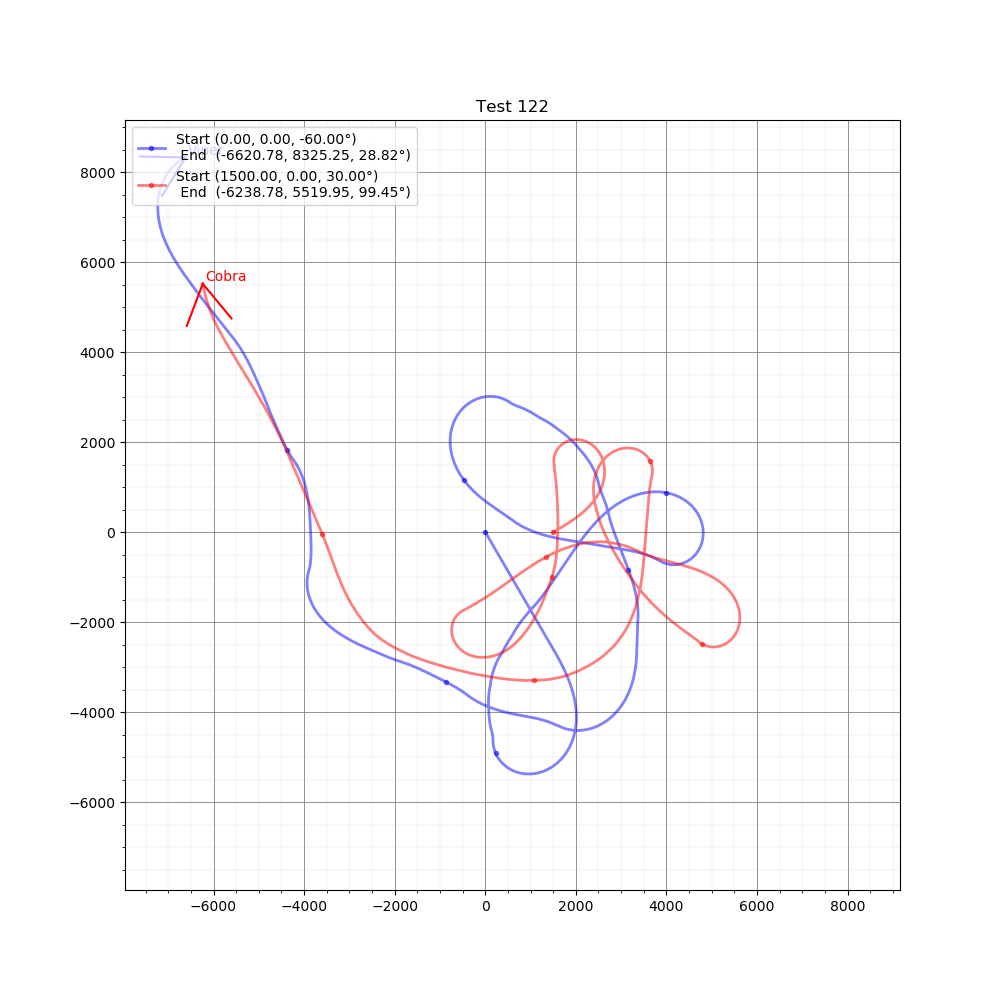 Test 122
Start (0.00, 0.00, -60.00°)
End (-6620.78, 8325.25, 28.82°)
Start (1500.00, 0.00, 30.00°)
End (-6238.78, 5519.95, 99.45°)
Cobra
8000
6000
4000
2000
0
−2000
−4000
−6000
−6000 −4000 −2000 0 2000 4000 6000 8000